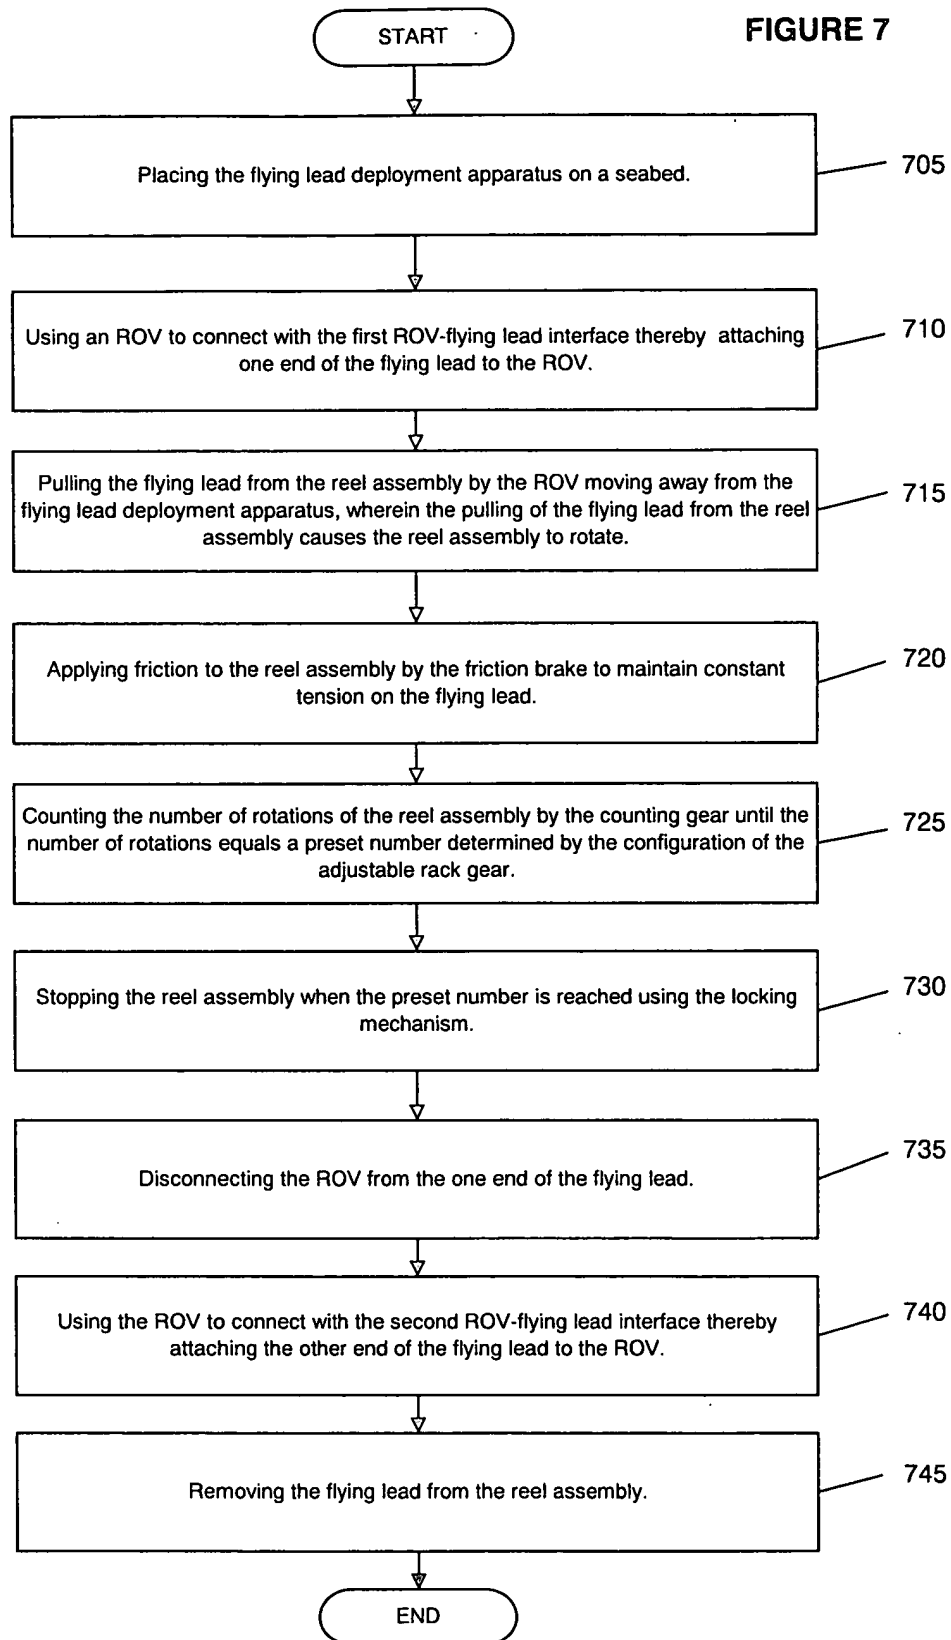 FIGURE 7
START
Placing the flying lead deployment apparatus on a seabed.
705
Using an ROV to connect with the first ROV-flying lead interface thereby attaching
one end of the flying lead to the ROV.
710
Pulling the flying lead from the reel assembly by the ROV moving away from the
flying lead deployment apparatus, wherein the pulling of the flying lead from the reel
assembly causes the reel assembly to rotate.
715
Applying friction to the reel assembly by the friction brake to maintain constant
tension on the flying lead.
720
Counting the number of rotations of the reel assembly by the counting gear until the
number of rotations equals a preset number determined by the configuration of the
adjustable rack gear.
725
Stopping the reel assembly when the preset number is reached using the locking
mechanism.
730
Disconnecting the ROV from the one end of the flying lead.
735
Using the ROV to connect with the second ROV-flying lead interface thereby
attaching the other end of the flying lead to the ROV.
740
Removing the flying lead from the reel assembly.
745
END